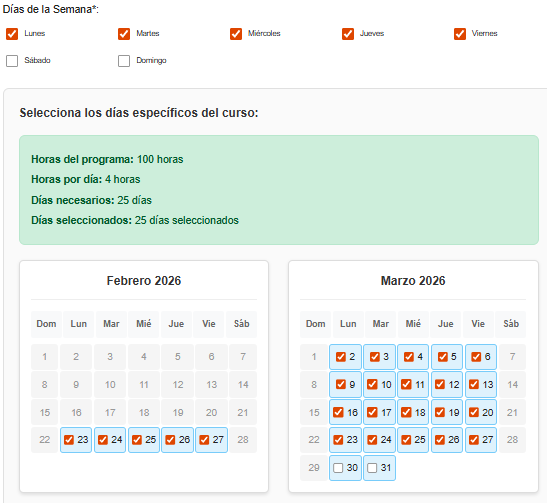 Días de la Semana*:
Lunes Martes Miércoles Jueves Viernes
Sábado Domingo
Selecciona los días específicos del curso:
Horas del programa: 100 horas
Horas por día: 4 horas
Días necesarios: 25 días
Días seleccionados: 25 días seleccionados
Febrero 2026
Dom Lun Mar Mié Jue Vie Sáb
1 2 3 4 5 6 7
8 9 10 11 12 13 14
15 16 17 18 19 20 21
22 23 24 25 26 27 28
Marzo 2026
Dom Lun Mar Mié Jue Vie Sáb
1 2 3 4 5 6 7
8 9 10 11 12 13 14
15 16 17 18 19 20 21
22 23 24 25 26 27 28
29 30 31